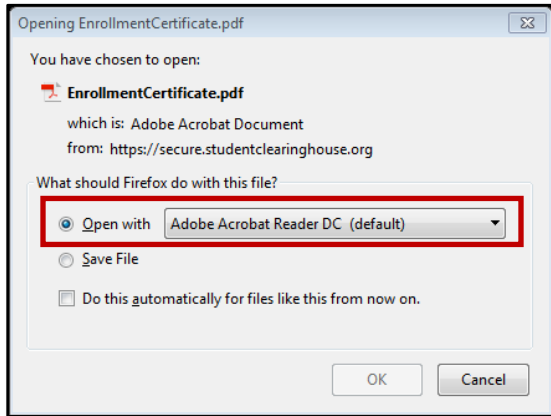 Opening EnrollmentCertificate.pdf
You have chosen to open:
EnrollmentCertificate.pdf
which is: Adobe Acrobat Document
from: https://secure.studentclearinghouse.org
What should Firefox do with this file?
Open with Adobe Acrobat Reader DC (default)
Save File
Do this automatically for files like this from now on.
OK Cancel